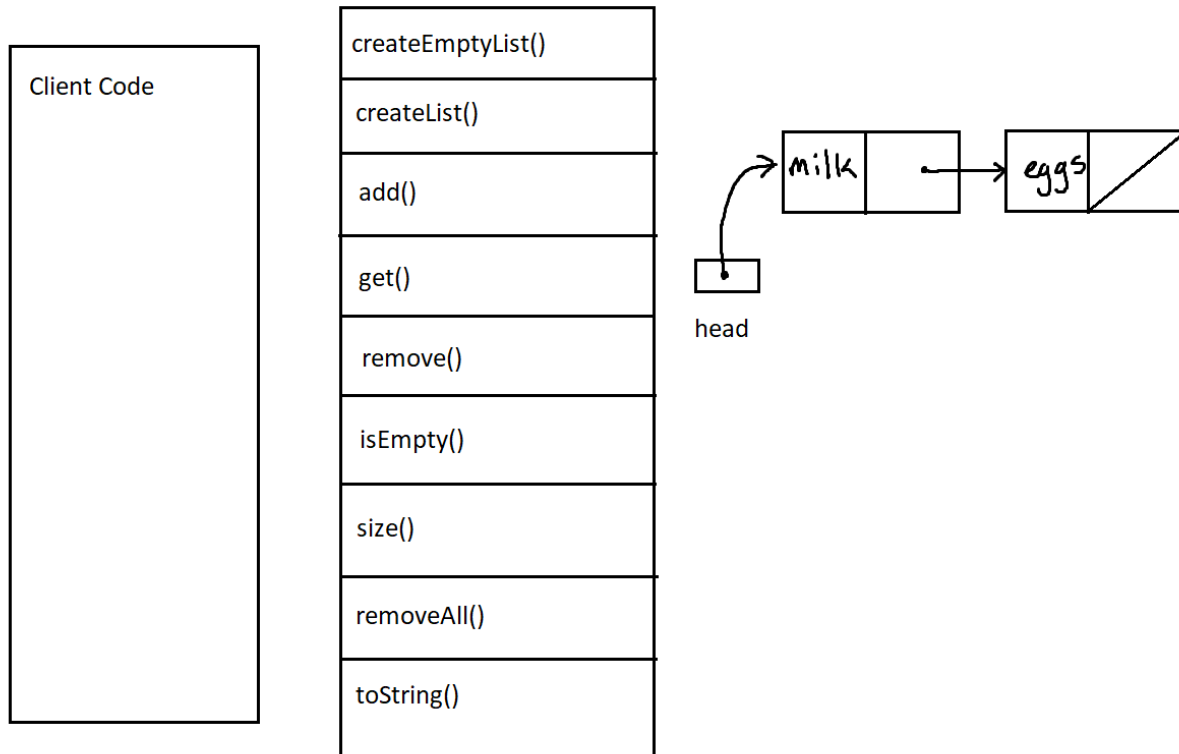 Client Code
createEmptyList()
createList()
add()
get()
remove()
isEmpty()
size()
removeAll()
toString()
milk
eggs
head